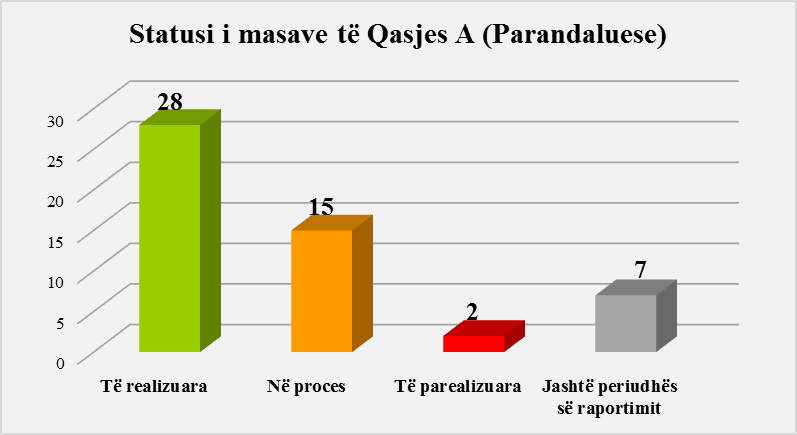 Statusi i masave të Qasjes A (Parandaluese)
28
15
2
7
30
25
20
15
10
5
0
Të realizuara
Në proces
Të parealizuara
Jashtë periudhës
së raportimit